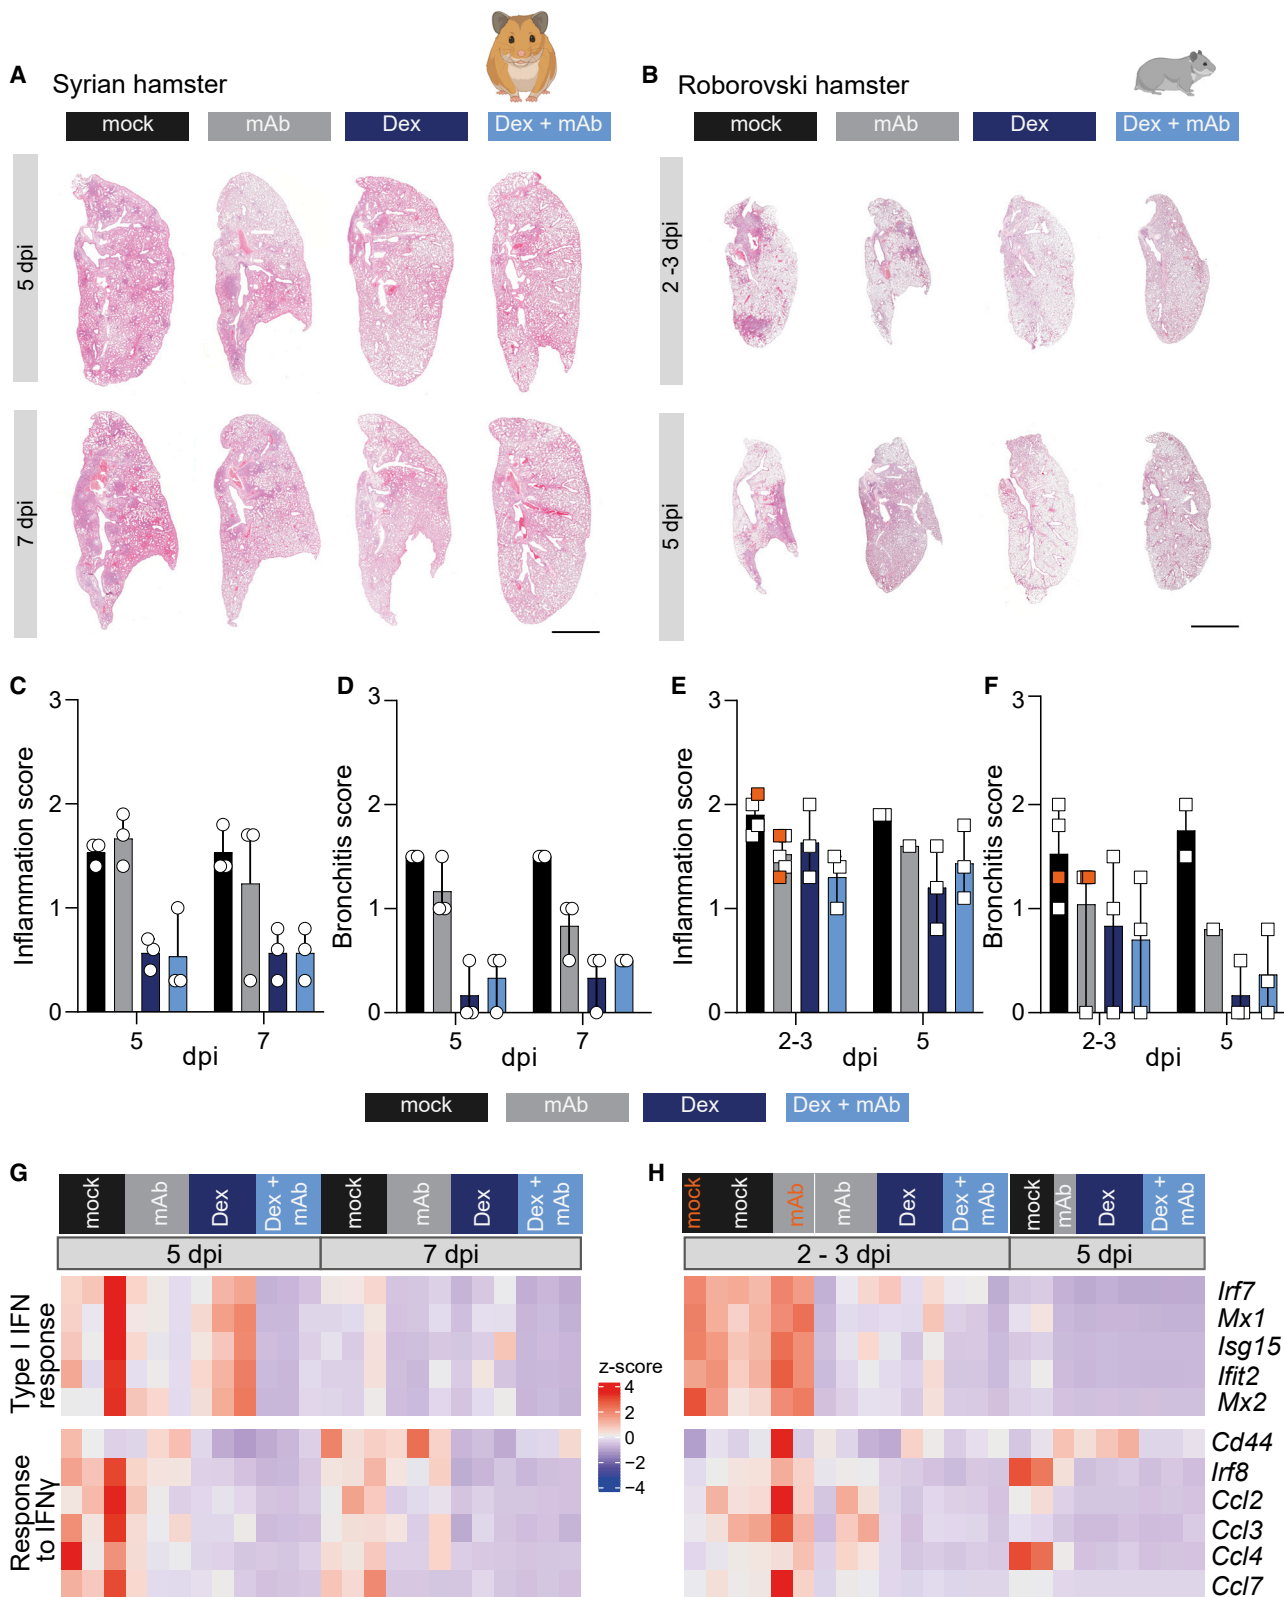 A Syrian hamster
mock mAb Dex Dex + mAb
5 dpi
7 dpi
B Roborovski hamster
mock mAb Dex Dex + mAb
2 -3 dpi
5 dpi
C
Inflammation score
3
2
1
0
5 7
dpi
D
Bronchitis score
3
2
1
0
5 7
dpi
E
Inflammation score
3
2
1
0
2-3 5
dpi
F
Bronchitis score
3
2
1
0
2-3 5
dpi
mock mAb Dex Dex + mAb
G
mock mAb Dex Dex + mAb mock mAb Dex Dex + mAb
5 dpi 7 dpi
Type I IFN
response
Response
to IFNγ
z-score
4
2
0
−2
−4
H
mock mock mAb mAb Dex Dex + mAb mock mAb Dex Dex + mAb
2 - 3 dpi 5 dpi
Irf7
Mx1
Isg15
Ifit2
Mx2
Cd44
Irf8
Ccl2
Ccl3
Ccl4
Ccl7